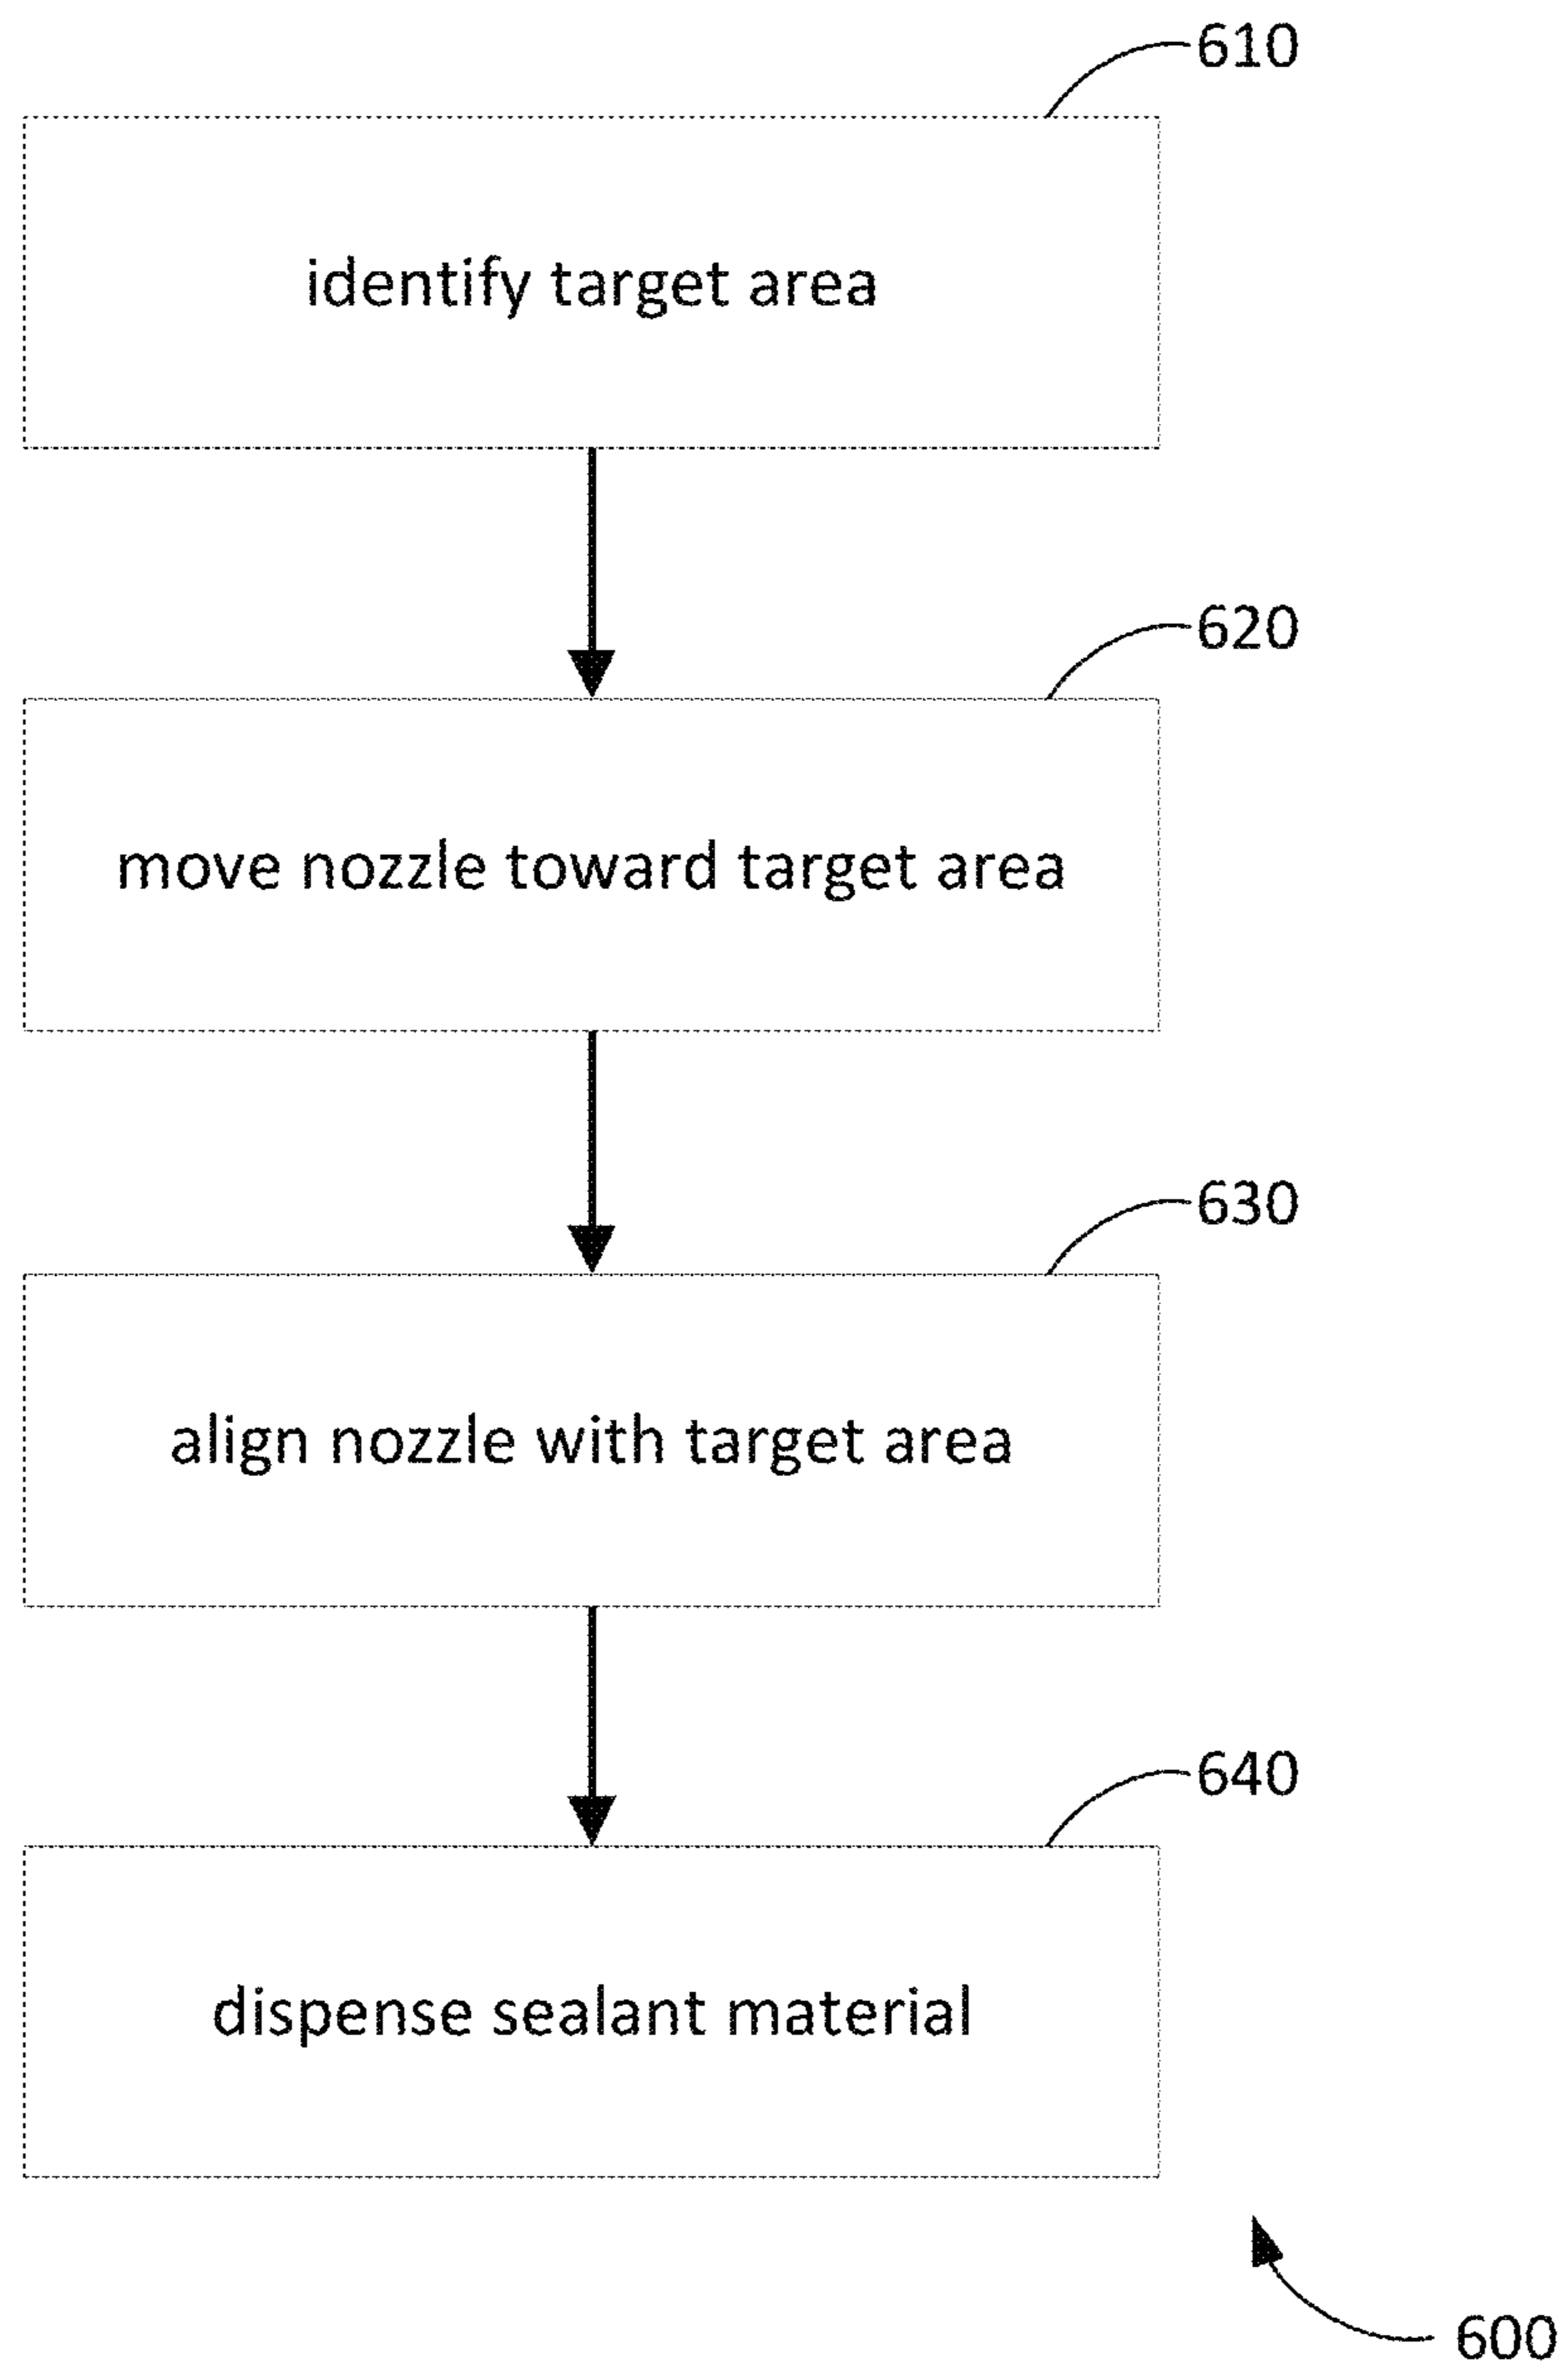 610
identify target area
620
move nozzle toward target area
630
align nozzle with target area
640
dispense sealant material
600